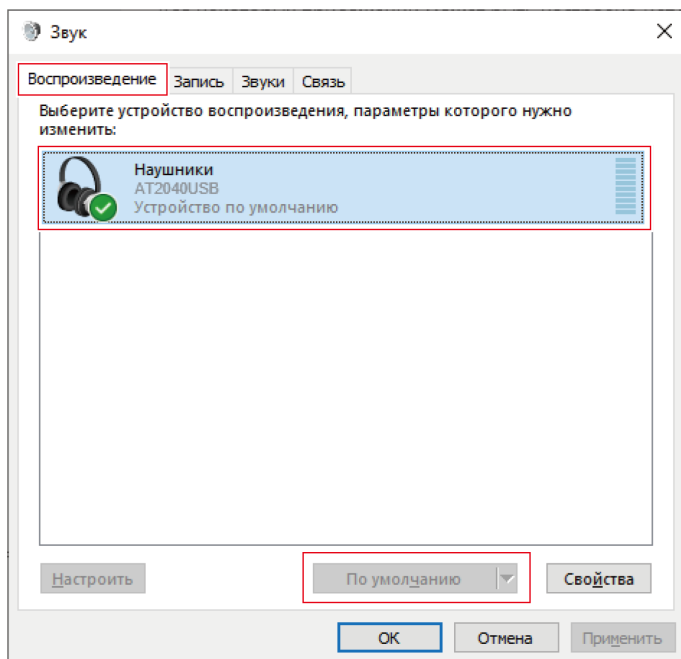 Звук
Воспроизведение Запись Звуки Связь
Выберите устройство воспроизведения, параметры которого нужно
изменить:
Наушники
AT2040USB
Устройство по умолчанию
Настроить По умолчанию Свойства
ОК Отмена Применить